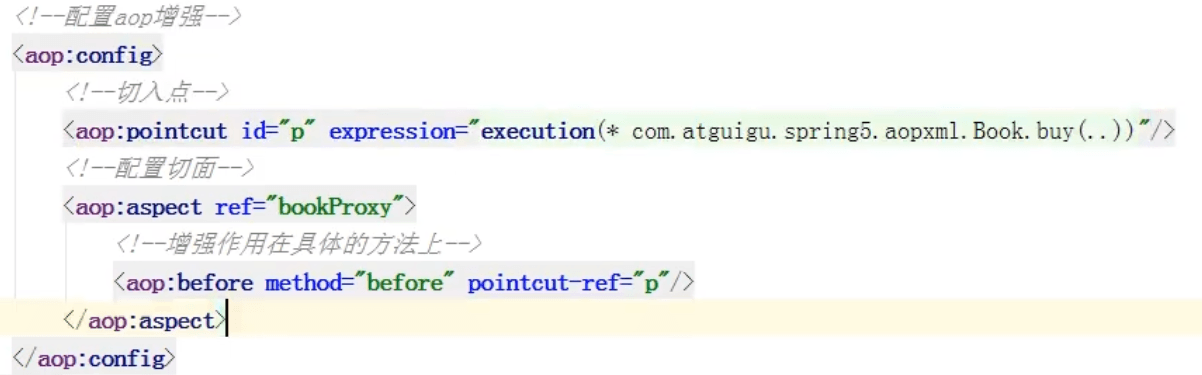 <!--配置aop增强-->
<aop:config>
<!--切入点-->
<aop:pointcut id="p" expression="execution(* com.atguigu.spring5.aopxml.Book.buy(..))"/>
<!--配置切面-->
<aop:aspect ref="bookProxy">
<!--增强作用在具体的方法上-->
<aop:before method="before" pointcut-ref="p"/>
</aop:aspect>
</aop:config>